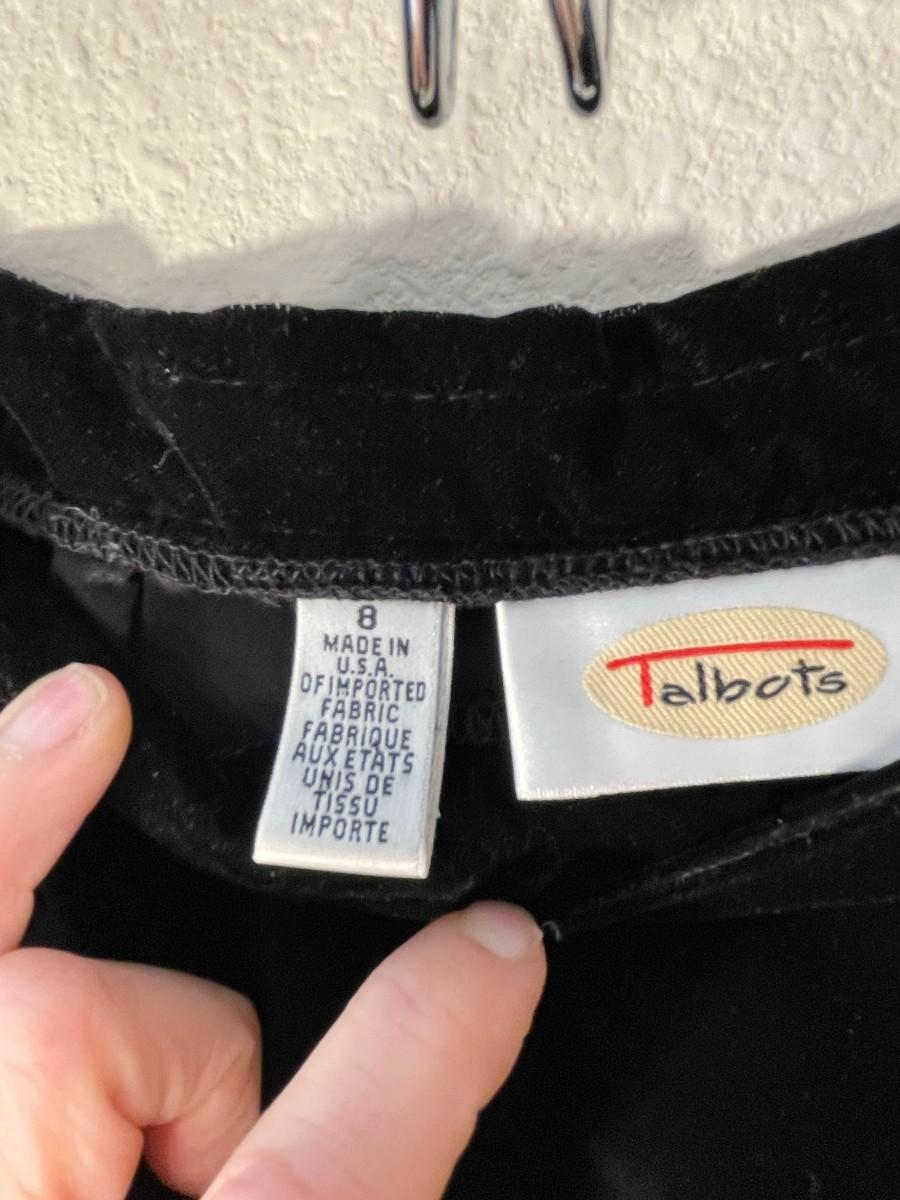 8
MADE IN
U.S.A.
OF IMPORTED
FABRIC
FABRIQUE
AUX ETATS
UNIS DE
TISSU
IMPORTE
Talbots